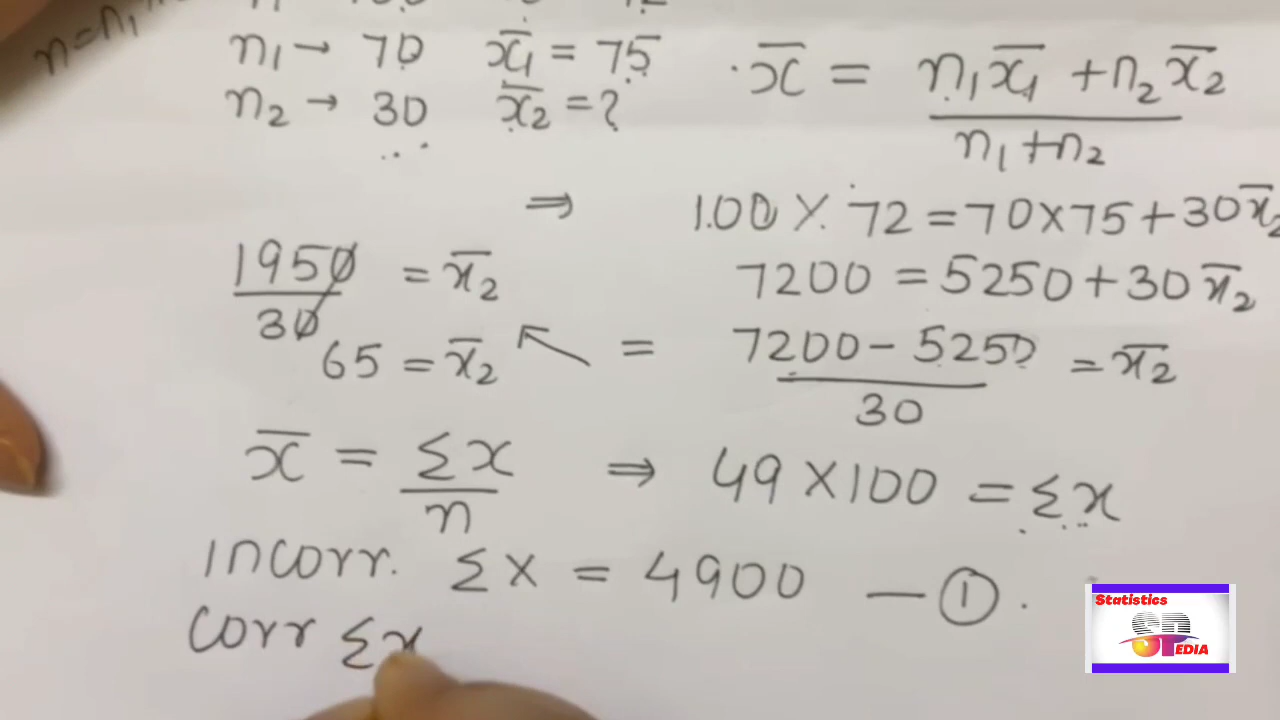 n=n₁
n₁ → 70 x̄₁ = 75
n₂ → 30 x̄₂ = ?
x̄ = (n₁x̄₁ + n₂x̄₂) / (n₁+n₂)
⇒ 100 × 72 = 70×75 + 30x̄₂
7200 = 5250 + 30x̄₂
1950/30 = x̄₂
= (7200 − 5250)/30 = x̄₂
65 = x̄₂
x̄ = Σx/n ⇒ 49 × 100 = Σx
Incorr. Σx = 4900 — ①.
Corr Σx
Statistics
PEDIA